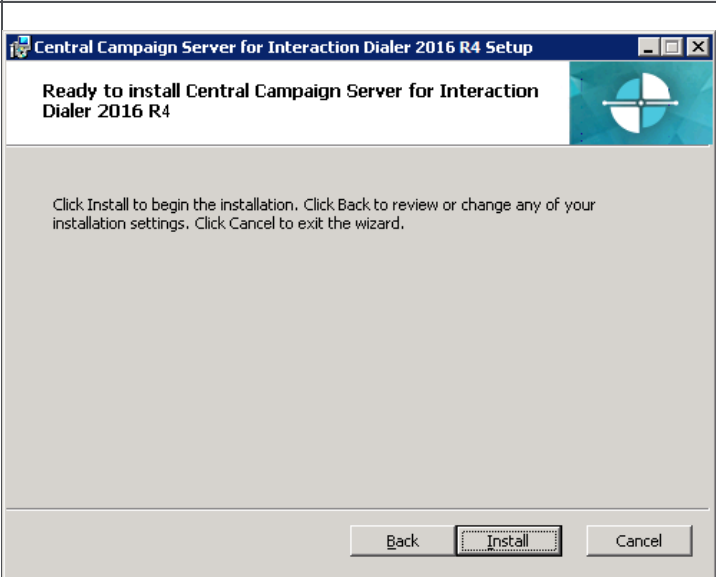 Central Campaign Server for Interaction Dialer 2016 R4 Setup
Ready to install Central Campaign Server for Interaction
Dialer 2016 R4
Click Install to begin the installation. Click Back to review or change any of your
installation settings. Click Cancel to exit the wizard.
Back Install Cancel